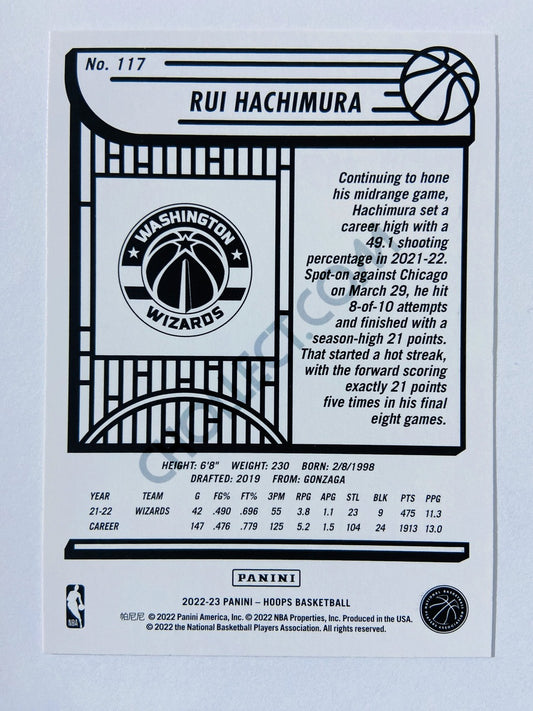 No. 117
RUI HACHIMURA
WASHINGTON
WIZARDS
Continuing to hone
his midrange game,
Hachimura set a
career high with a
49.1 shooting
percentage in 2021-22.
Spot-on against Chicago
on March 29, he hit
8-of-10 attempts
and finished with a
season-high 21 points.
That started a hot streak,
with the forward scoring
exactly 21 points
five times in his final
eight games.
HEIGHT: 6'8" WEIGHT: 230 BORN: 2/8/1998
DRAFTED: 2019 FROM: GONZAGA
YEAR TEAM G FG% FT% 3PM RPG APG STL BLK PTS PPG
21-22 WIZARDS 42 .490 .696 55 3.8 1.1 23 9 475 11.3
CAREER 147 .476 .779 125 5.2 1.5 104 24 1913 13.0
PANINI
2022-23 PANINI – HOOPS BASKETBALL
帕尼尼 © 2022 Panini America, Inc. © 2022 NBA Properties, Inc. Produced in the USA.
© 2022 the National Basketball Players Association. All rights reserved.
NBA
NATIONAL BASKETBALL
PLAYERS ASSOCIATION